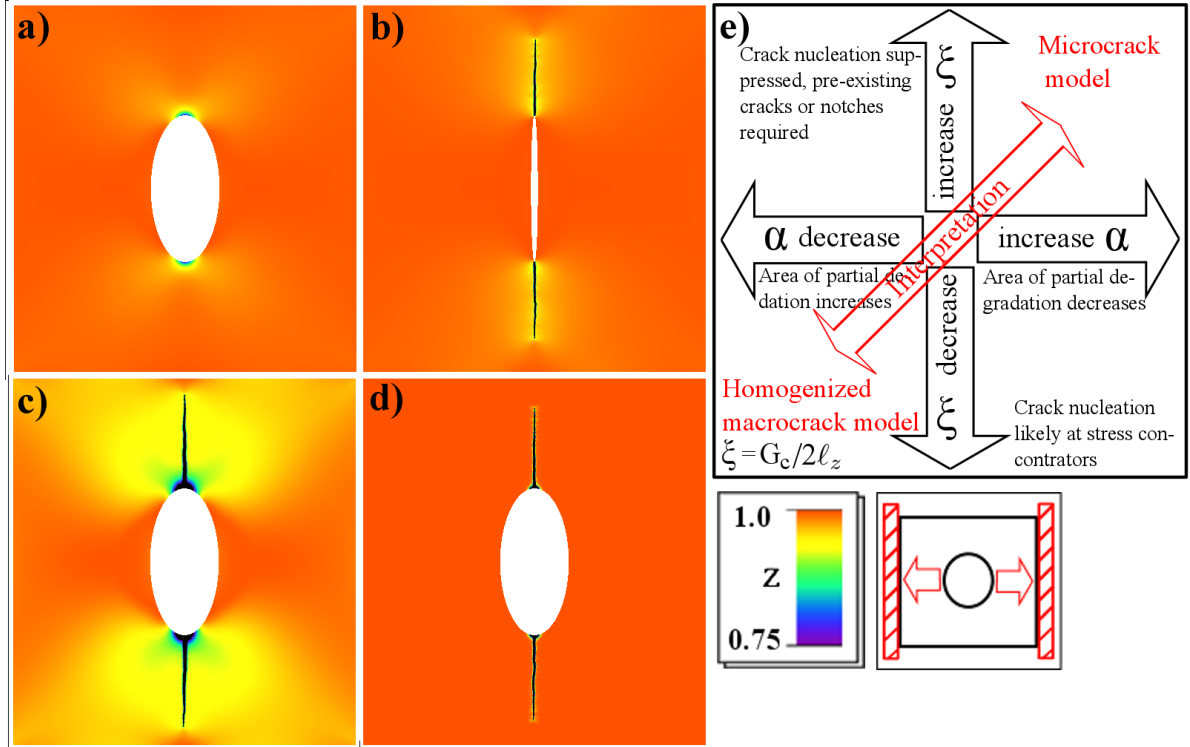 a)
b)
c)
d)
e)
Crack nucleation sup-
pressed, pre-existing
cracks or notches
required
increase ξ
Microcrack
model
α decrease
increase α
Interpretation
Area of partial de-
dation increases
Area of partial de-
gradation decreases
ξ decrease
Homogenized
macrocrack model
ξ=Gc/2ℓz
Crack nucleation
likely at stress con-
contrators
1.0
z
0.75